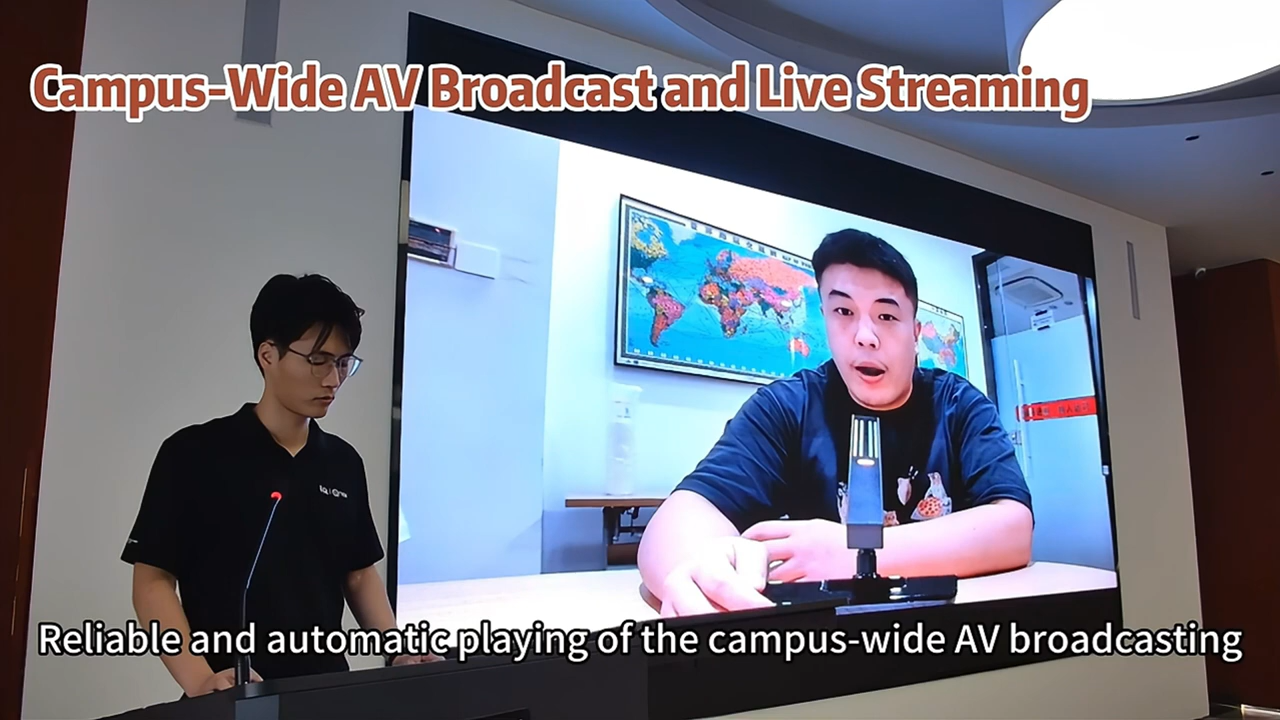 Campus-Wide AV Broadcast and Live Streaming
Reliable and automatic playing of the campus-wide AV broadcasting